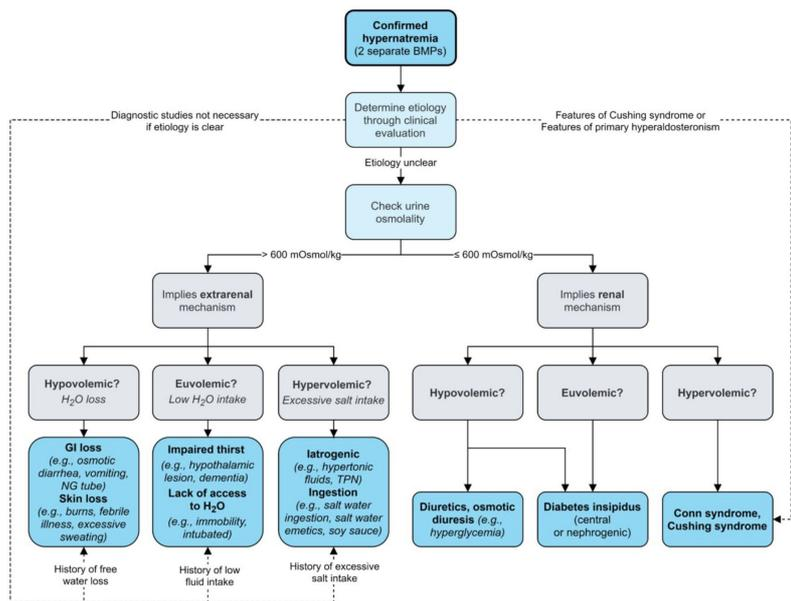 Confirmed
hypernatremia
(2 separate BMPs)
Diagnostic studies not necessary
if etiology is clear
Determine etiology
through clinical
evaluation
Features of Cushing syndrome or
Features of primary hyperaldosteronism
Etiology unclear
Check urine
osmolality
> 600 mOsmol/kg
≤ 600 mOsmol/kg
Implies extrarenal
mechanism
Implies renal
mechanism
Hypovolemic?
H₂O loss
Euvolemic?
Low H₂O intake
Hypervolemic?
Excessive salt intake
Hypovolemic?
Euvolemic?
Hypervolemic?
GI loss
(e.g., osmotic
diarrhea, vomiting,
NG tube)
Skin loss
(e.g., burns, febrile
illness, excessive
sweating)
Impaired thirst
(e.g., hypothalamic
lesion, dementia)
Lack of access
to H₂O
(e.g., immobility,
intubated)
Iatrogenic
(e.g., hypertonic
fluids, TPN)
Ingestion
(e.g., salt water
ingestion, salt water
emetics, soy sauce)
Diuretics, osmotic
diuresis (e.g.,
hyperglycemia)
Diabetes insipidus
(central
or nephrogenic)
Conn syndrome,
Cushing syndrome
History of free
water loss
History of low
fluid intake
History of excessive
salt intake